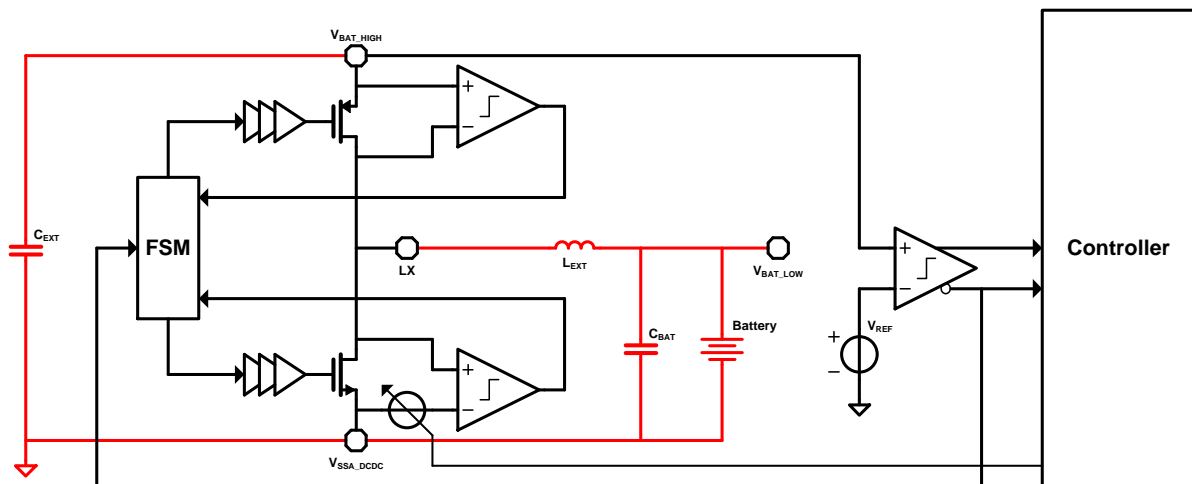 V_BAT_HIGH
+
−
C_EXT
FSM
LX
L_EXT
V_BAT_LOW
+
−
Controller
C_BAT
Battery
+
−
V_REF
+
−
V_SSA_DCDC